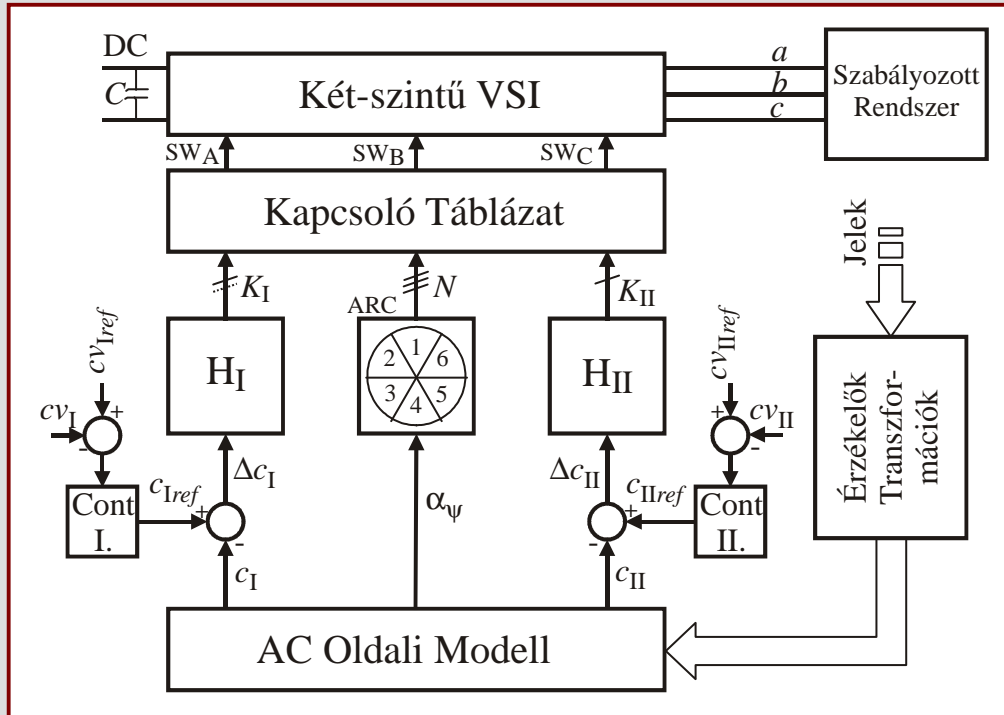 DC
C
Két-szintű VSI
a
b
c
Szabályozott
Rendszer
SWA
SWB
SWC
Kapcsoló Táblázat
Jelek
KI
ARC
N
KII
cvIref
HI
1
2
6
3
5
4
HII
cvIIref
cvI
+
-
+
-
cvII
Érzékelők
Transzfor-
mációk
ΔcI
ΔcII
Cont
I.
cIref
+
-
αψ
cIIref
+
-
Cont
II.
cI
cII
AC Oldali Modell